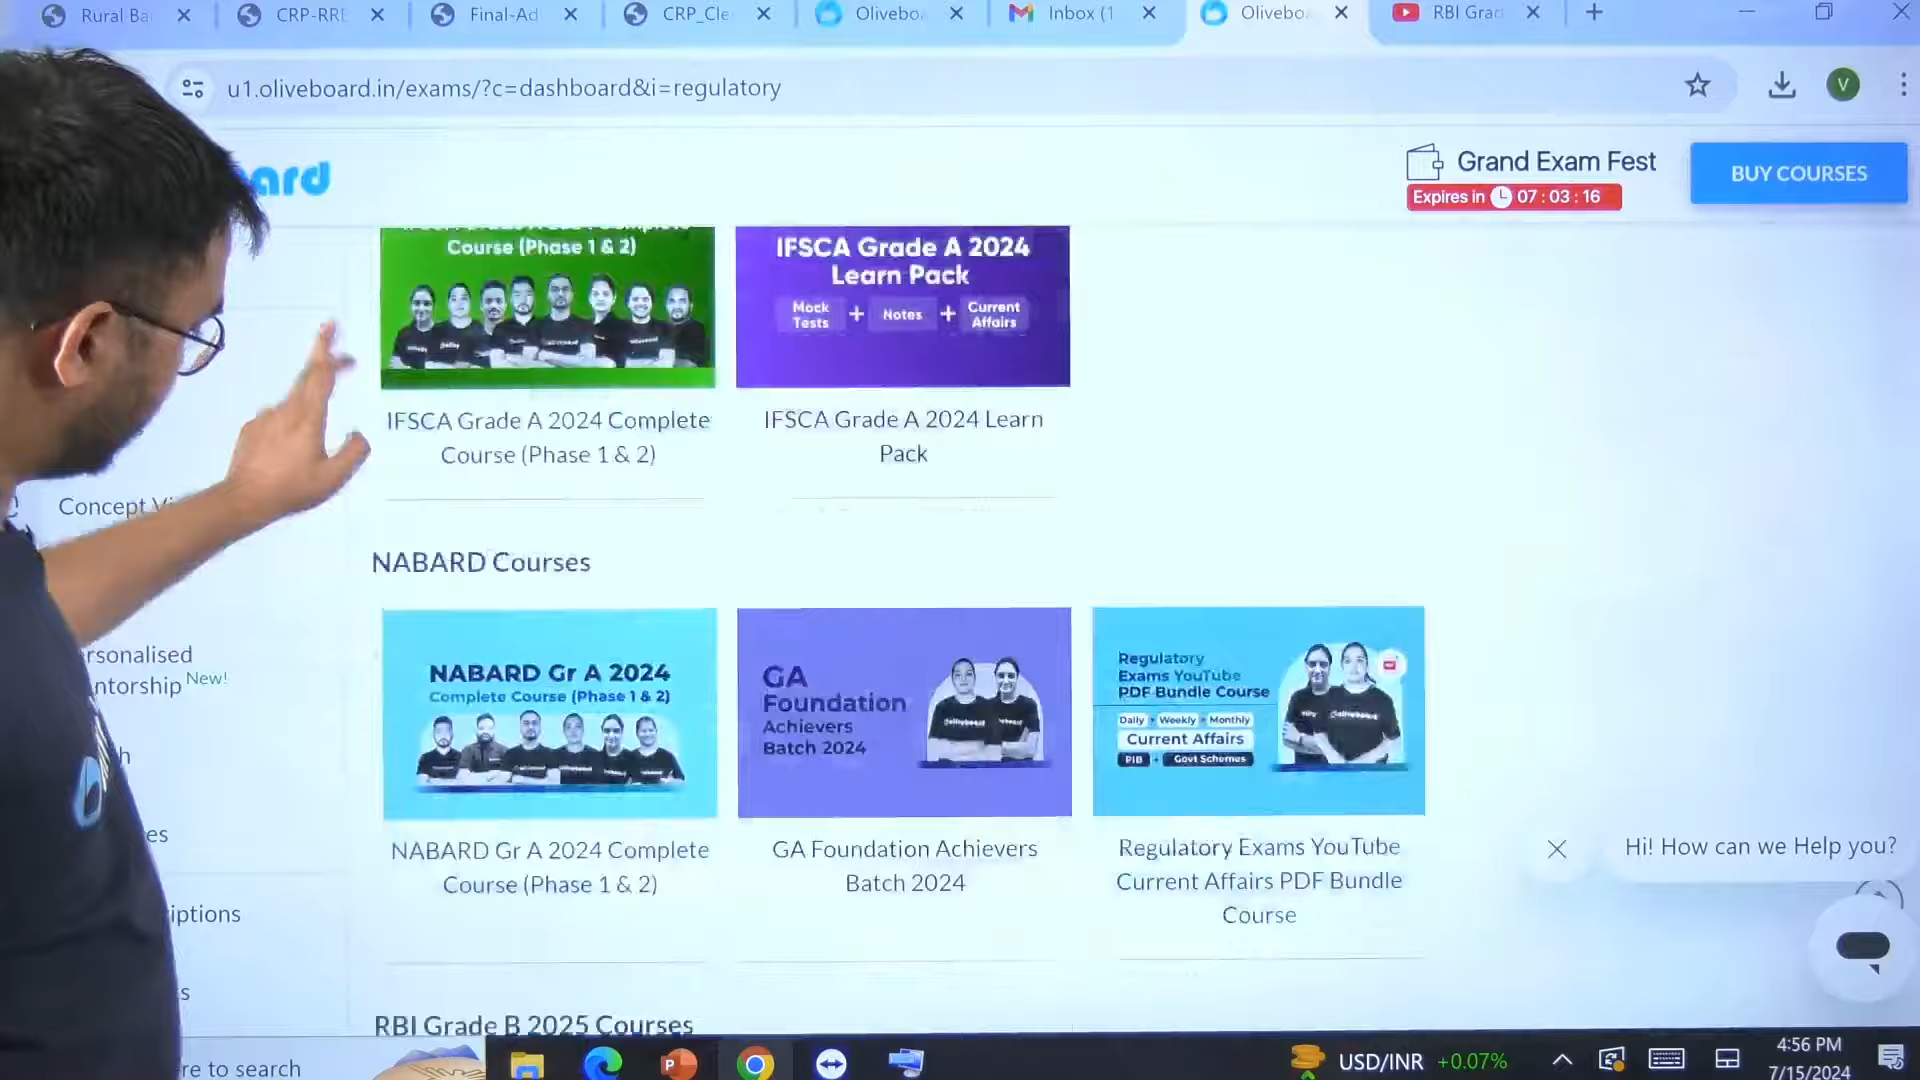 Rural Ba
CRP-RRB
Final-Ad
CRP_Cle
Oliveboa
Inbox (1
Oliveboa
RBI Grad
u1.oliveboard.in/exams/?c=dashboard&i=regulatory
V
ard
Grand Exam Fest
Expires in 07 : 03 : 16
BUY COURSES
Course (Phase 1 & 2)
IFSCA Grade A 2024
Learn Pack
Mock Tests + Notes + Current Affairs
IFSCA Grade A 2024 Complete
Course (Phase 1 & 2)
IFSCA Grade A 2024 Learn
Pack
Concept Vi
rsonalised
ntorship New!
h
es
iptions
s
NABARD Courses
NABARD Gr A 2024
Complete Course (Phase 1 & 2)
GA
Foundation
Achievers
Batch 2024
Regulatory
Exams YouTube
PDF Bundle Course
Daily + Weekly + Monthly
Current Affairs
PIB + Govt Schemes
NABARD Gr A 2024 Complete
Course (Phase 1 & 2)
GA Foundation Achievers
Batch 2024
Regulatory Exams YouTube
Current Affairs PDF Bundle
Course
Hi! How can we Help you?
RBI Grade B 2025 Courses
re to search
USD/INR +0.07%
4:56 PM
7/15/2024